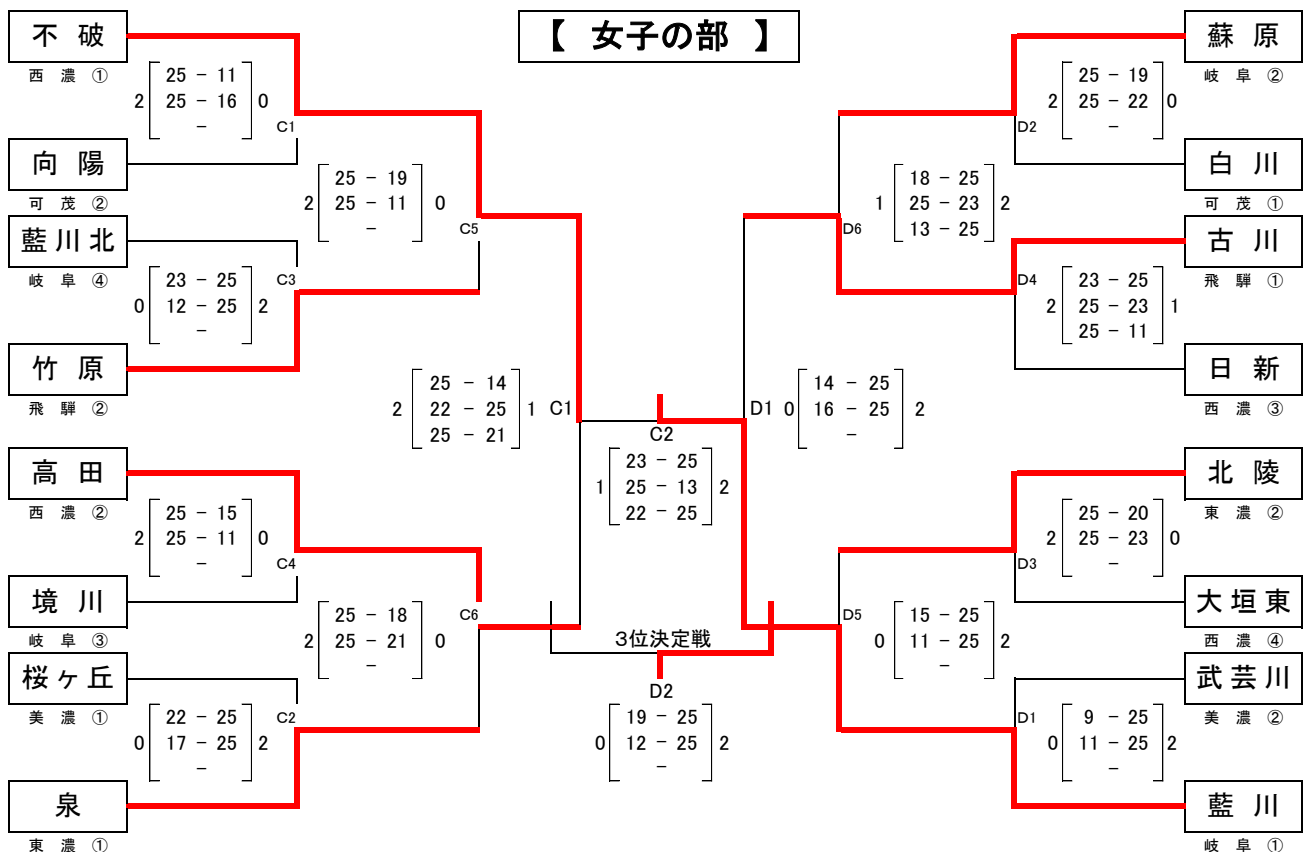 【 女子の部 】
不破
西濃①
25 - 11
2 25 - 16 0
-
C1
向陽
可茂②
25 - 19
2 25 - 11 0
-
C5
藍川北
岐阜④
C3
23 - 25
0 12 - 25 2
-
竹原
飛騨②
25 - 14
2 22 - 25 1 C1
25 - 21
高田
西濃②
25 - 15
2 25 - 11 0
-
C4
境川
岐阜③
25 - 18
2 25 - 21 0
-
C6
桜ヶ丘
美濃①
C2
22 - 25
0 17 - 25 2
-
泉
東濃①
C2
23 - 25
1 25 - 13 2
22 - 25
3位決定戦
D2
19 - 25
0 12 - 25 2
-
蘇原
岐阜②
25 - 19
2 25 - 22 0
-
D2
白川
可茂①
18 - 25
1 25 - 23 2
13 - 25
D6
古川
飛騨①
D4
23 - 25
2 25 - 23 1
25 - 11
日新
西濃③
14 - 25
D1 0 16 - 25 2
-
北陵
東濃②
25 - 20
2 25 - 23 0
-
D3
大垣東
西濃④
D5
15 - 25
0 11 - 25 2
-
武芸川
美濃②
D1
9 - 25
0 11 - 25 2
-
藍川
岐阜①